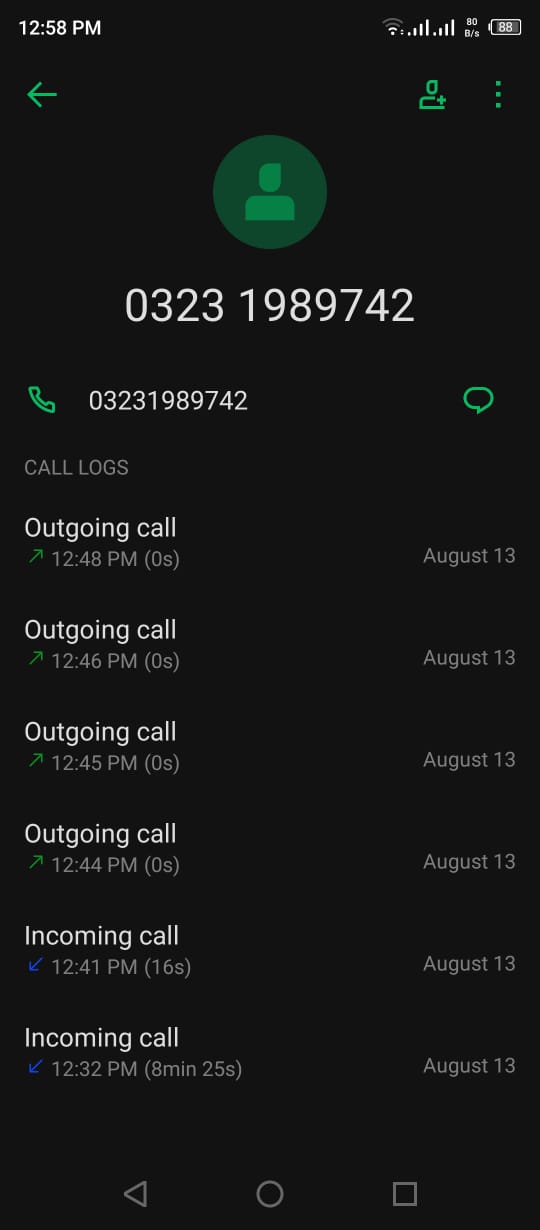 12:58 PM
80
B/s
88
0323 1989742
03231989742
CALL LOGS
Outgoing call
12:48 PM (0s) August 13
Outgoing call
12:46 PM (0s) August 13
Outgoing call
12:45 PM (0s) August 13
Outgoing call
12:44 PM (0s) August 13
Incoming call
12:41 PM (16s) August 13
Incoming call
12:32 PM (8min 25s) August 13